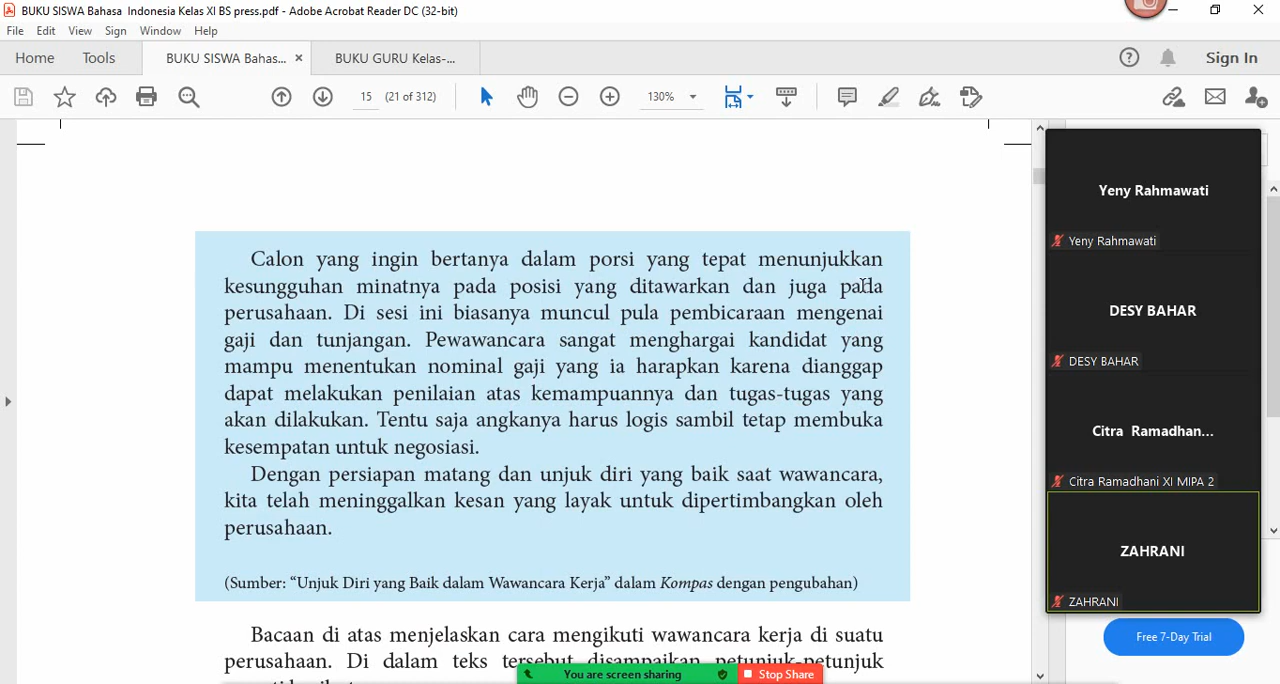 BUKU SISWA Bahasa  Indonesia Kelas XI BS press.pdf - Adobe Acrobat Reader DC (32-bit)
File Edit View Sign Window Help
Home Tools BUKU SISWA Bahas... × BUKU GURU Kelas-... Sign In
15 (21 of 312) 130%
Calon yang ingin bertanya dalam porsi yang tepat menunjukkan
kesungguhan minatnya pada posisi yang ditawarkan dan juga pada
perusahaan. Di sesi ini biasanya muncul pula pembicaraan mengenai
gaji dan tunjangan. Pewawancara sangat menghargai kandidat yang
mampu menentukan nominal gaji yang ia harapkan karena dianggap
dapat melakukan penilaian atas kemampuannya dan tugas-tugas yang
akan dilakukan. Tentu saja angkanya harus logis sambil tetap membuka
kesempatan untuk negosiasi.
Dengan persiapan matang dan unjuk diri yang baik saat wawancara,
kita telah meninggalkan kesan yang layak untuk dipertimbangkan oleh
perusahaan.
(Sumber: “Unjuk Diri yang Baik dalam Wawancara Kerja” dalam Kompas dengan pengubahan)
Bacaan di atas menjelaskan cara mengikuti wawancara kerja di suatu
perusahaan. Di dalam teks tersebut disampaikan petunjuk-petunjuk
You are screen sharing Stop Share
Yeny Rahmawati
Yeny Rahmawati
DESY BAHAR
DESY BAHAR
Citra Ramadhan...
Citra Ramadhani XI MIPA 2
ZAHRANI
ZAHRANI
Free 7-Day Trial